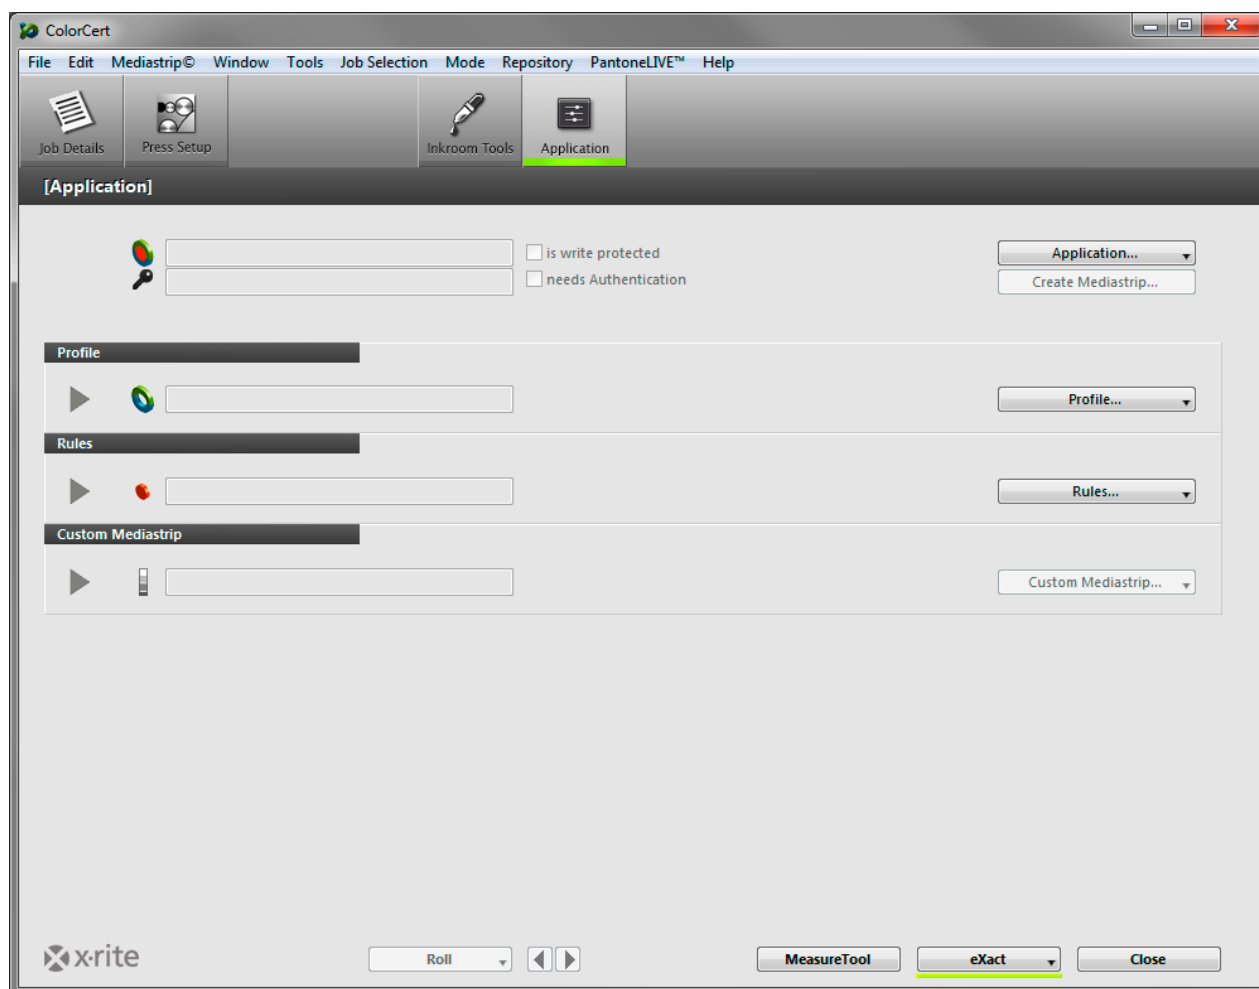 ColorCert
File Edit Mediastrip© Window Tools Job Selection Mode Repository PantoneLIVE™ Help
Job Details Press Setup Inkroom Tools Application
[Application]
is write protected Application...
needs Authentication Create Mediastrip...
Profile
Profile...
Rules
Rules...
Custom Mediastrip
Custom Mediastrip...
x·rite Roll MeasureTool eXact Close